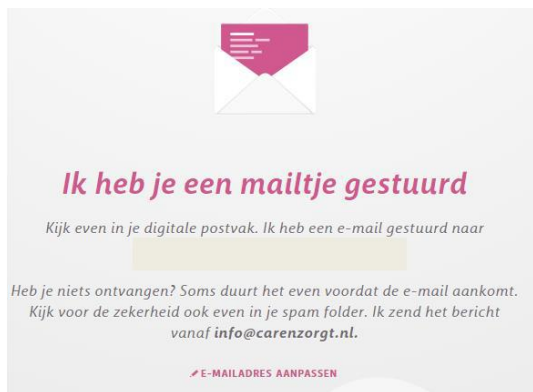 Ik heb je een mailtje gestuurd
Kijk even in je digitale postvak. Ik heb een e-mail gestuurd naar
Heb je niets ontvangen? Soms duurt het even voordat de e-mail aankomt.
Kijk voor de zekerheid ook even in je spam folder. Ik zend het bericht
vanaf info@carenzorgt.nl.
E-MAILADRES AANPASSEN